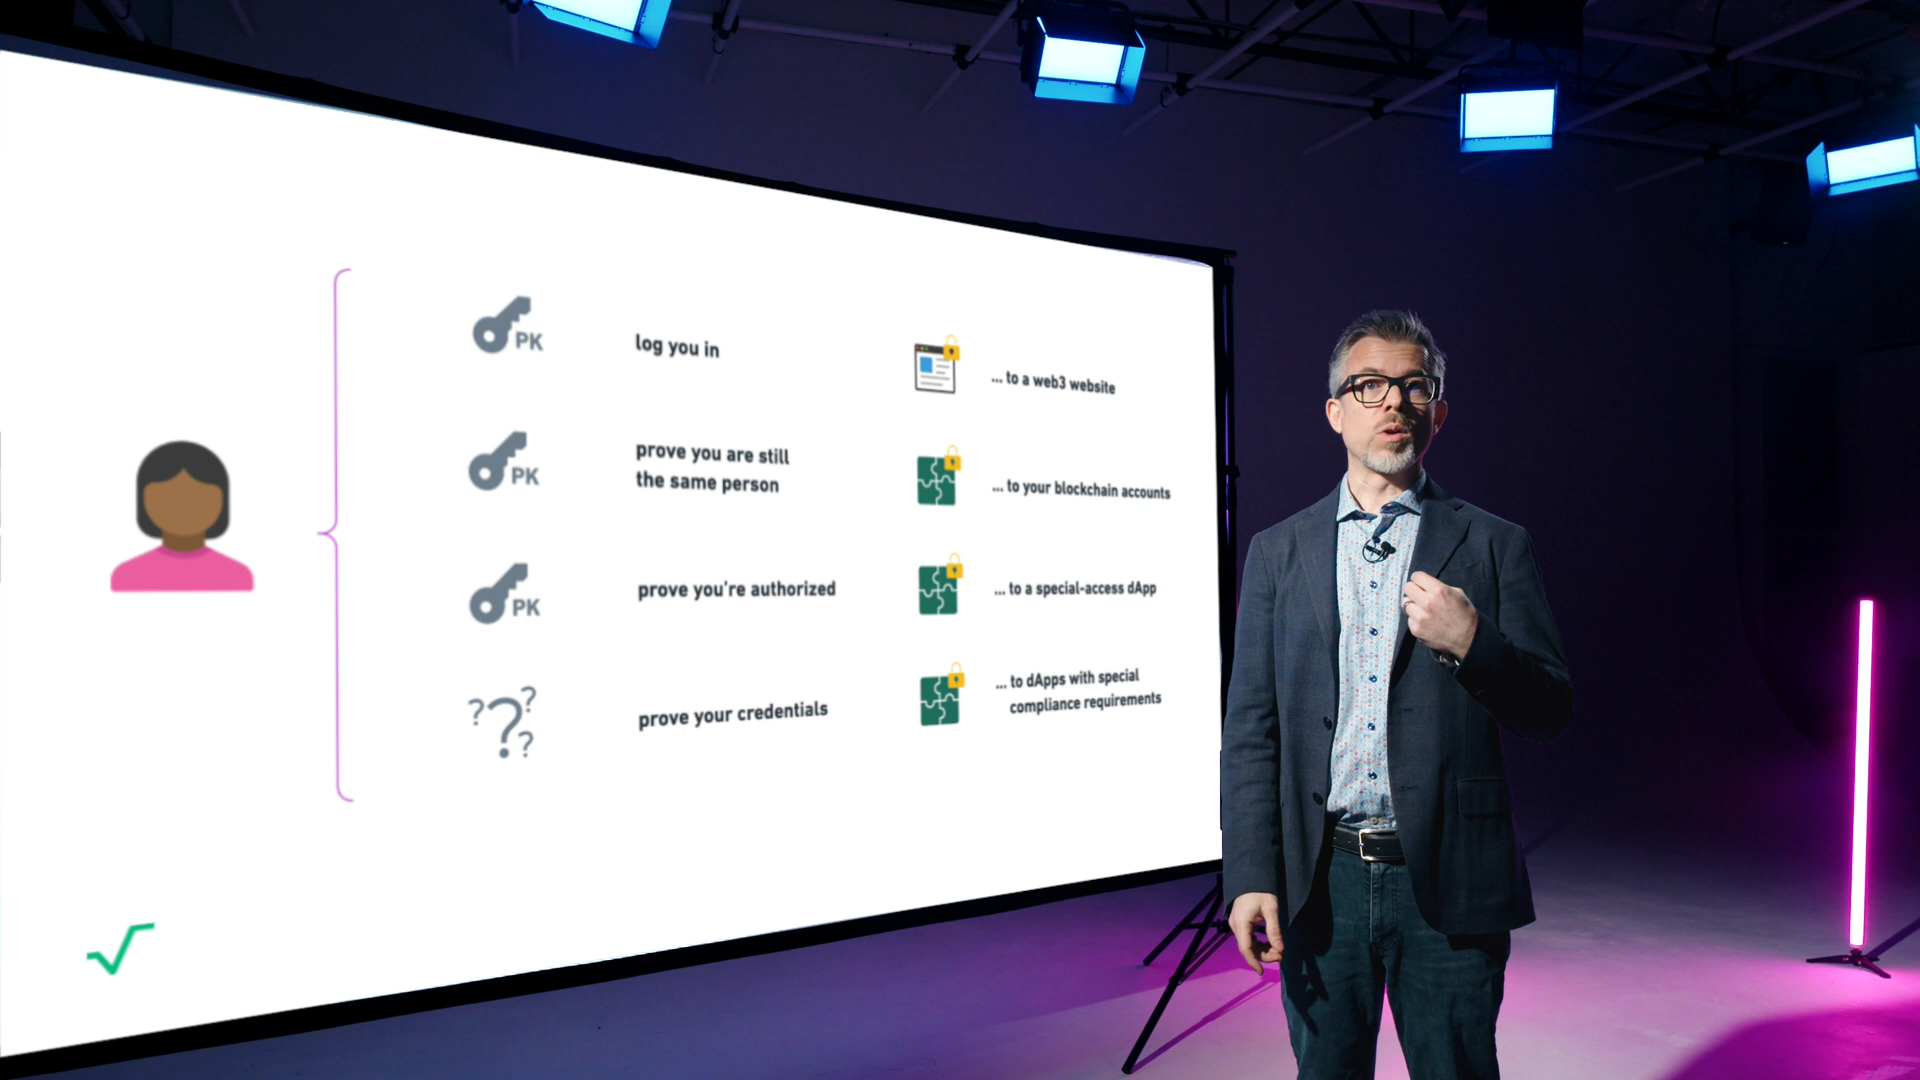 PK
log you in
... to a web3 website
PK
prove you are still
the same person
... to your blockchain accounts
PK
prove you're authorized
... to a special-access dApp
???
?
prove your credentials
... to dApps with special
compliance requirements